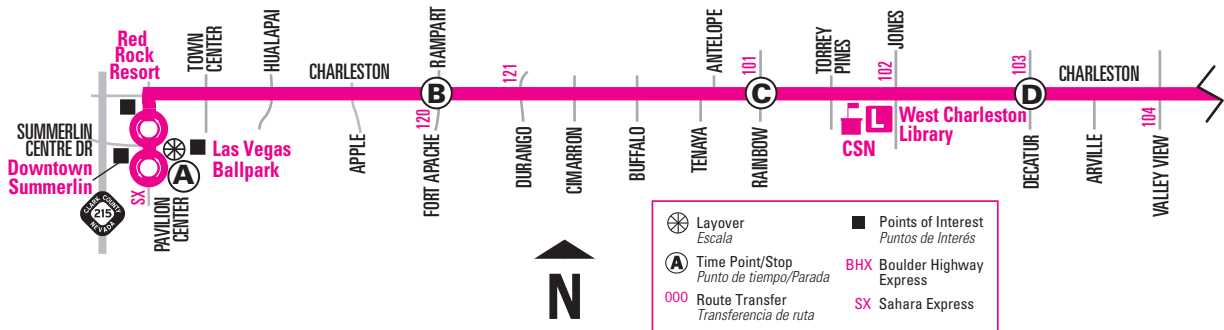 Red
Rock
Resort
TOWN
CENTER
HUALAPAI
CHARLESTON
RAMPART
B
120
121
ANTELOPE
101
C
TORREY
PINES
102
JONES
103
D
CHARLESTON
104
SUMMERLIN
CENTRE DR
Downtown
Summerlin
SX
A
Las Vegas
Ballpark
CLARK COUNTY
215
NEVADA
PAVILION
CENTER
APPLE
FORT APACHE
DURANGO
CIMARRON
BUFFALO
TENAYA
RAINBOW
CSN
L
West Charleston
Library
DECATUR
ARVILLE
VALLEY VIEW
N
Layover
Escala
A
Time Point/Stop
Punto de tiempo/Parada
000
Route Transfer
Transferencia de ruta
Points of Interest
Puntos de Interés
BHX Boulder Highway
Express
SX Sahara Express